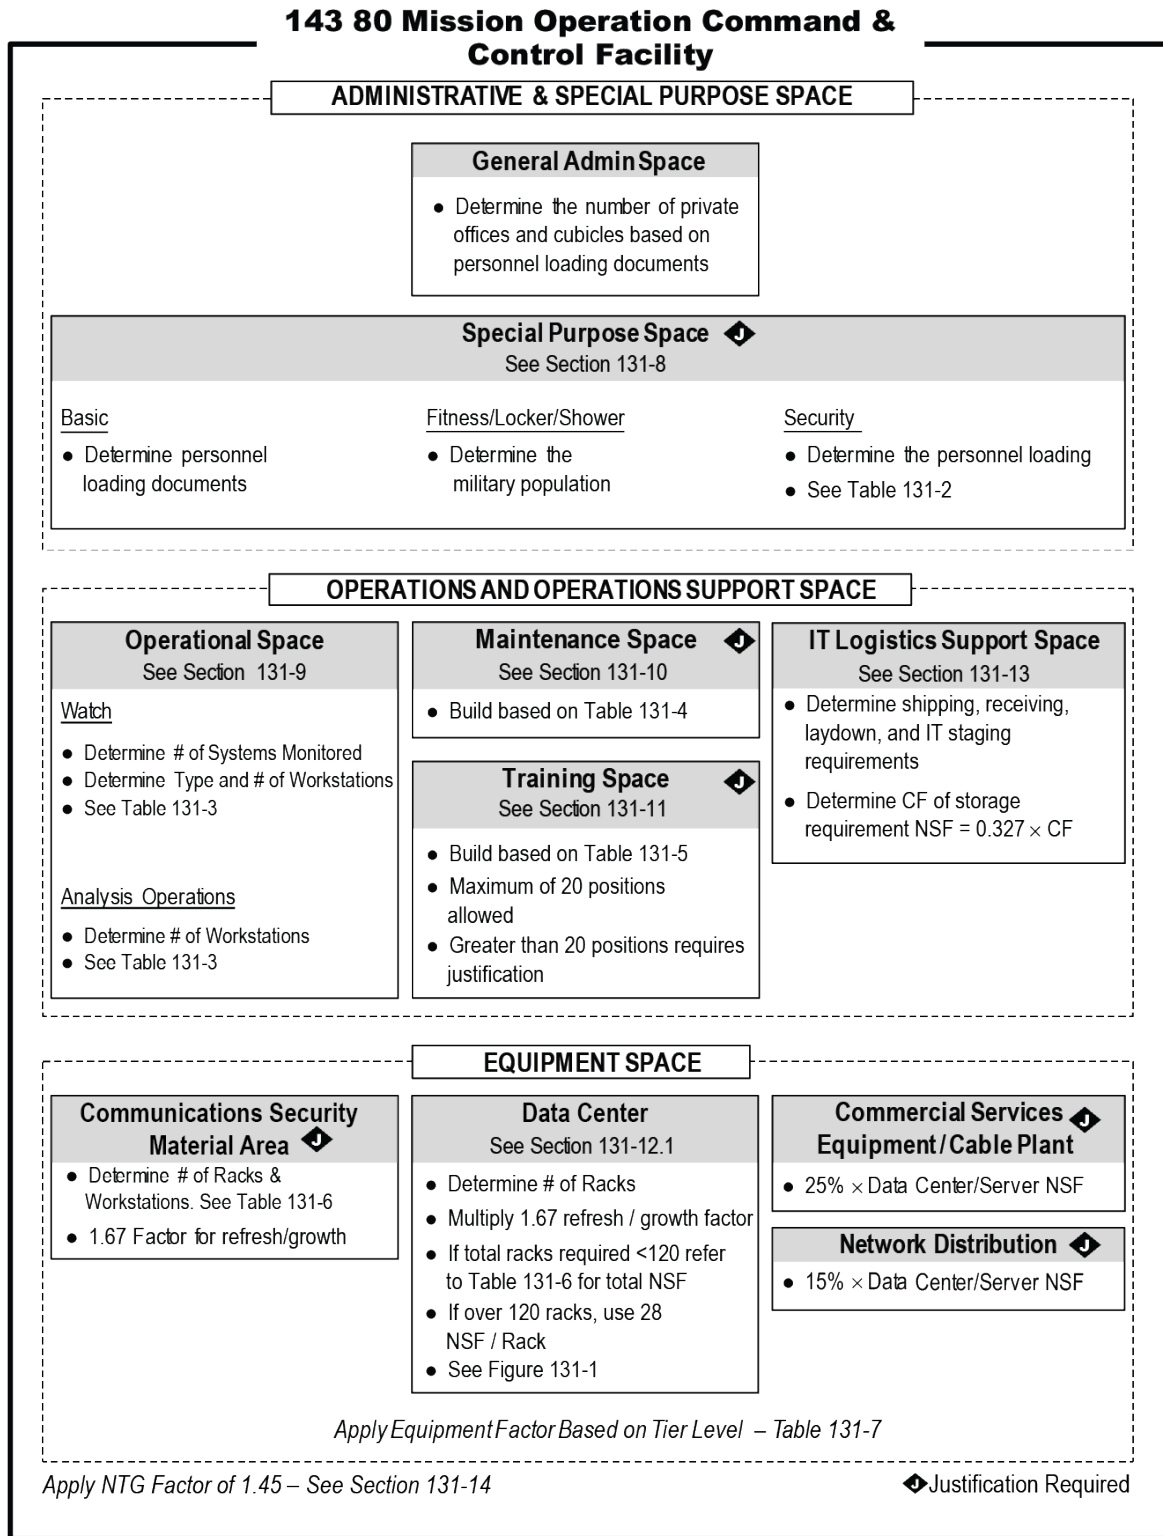 143 80 Mission Operation Command &
Control Facility
ADMINISTRATIVE & SPECIAL PURPOSE SPACE
General Admin Space
● Determine the number of private
offices and cubicles based on
personnel loading documents
Special Purpose Space J
See Section 131-8
Basic
● Determine personnel
loading documents
Fitness/Locker/Shower
● Determine the
military population
Security
● Determine the personnel loading
● See Table 131-2
OPERATIONS AND OPERATIONS SUPPORT SPACE
Operational Space
See Section 131-9
Watch
● Determine # of Systems Monitored
● Determine Type and # of Workstations
● See Table 131-3
Analysis Operations
● Determine # of Workstations
● See Table 131-3
Maintenance Space J
See Section 131-10
● Build based on Table 131-4
Training Space J
See Section 131-11
● Build based on Table 131-5
● Maximum of 20 positions
allowed
● Greater than 20 positions requires
justification
IT Logistics Support Space
See Section 131-13
● Determine shipping, receiving,
laydown, and IT staging
requirements
● Determine CF of storage
requirement NSF = 0.327 × CF
EQUIPMENT SPACE
Communications Security
Material Area J
● Determine # of Racks &
Workstations. See Table 131-6
● 1.67 Factor for refresh/growth
Data Center
See Section 131-12.1
● Determine # of Racks
● Multiply 1.67 refresh / growth factor
● If total racks required <120 refer
to Table 131-6 for total NSF
● If over 120 racks, use 28
NSF / Rack
● See Figure 131-1
Commercial Services J
Equipment / Cable Plant
● 25% × Data Center/Server NSF
Network Distribution J
● 15% × Data Center/Server NSF
Apply Equipment Factor Based on Tier Level – Table 131-7
Apply NTG Factor of 1.45 – See Section 131-14
J Justification Required